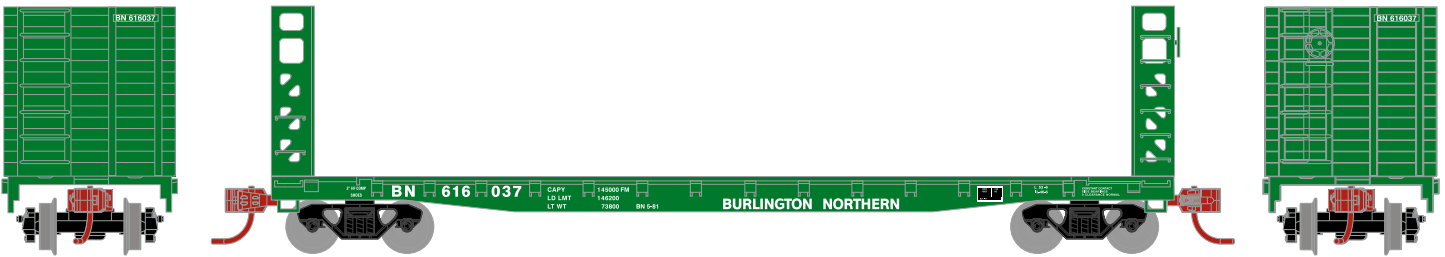 BN 616037
BN 616 037
CAPY 145000 FM
LD LMT 146200
LT WT 73800 BN 5-81
BURLINGTON NORTHERN
BN 616037